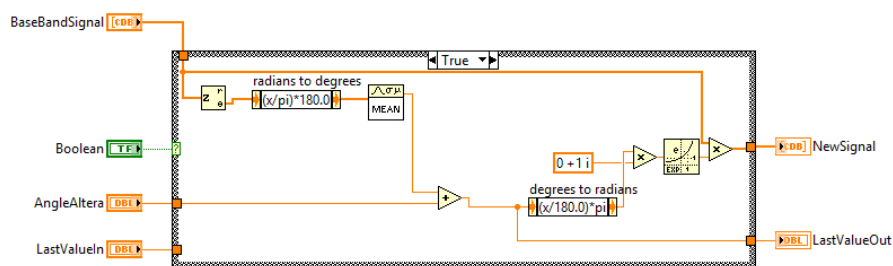 BaseBandSignal
[CDB]
True
radians to degrees
z
r
θ
(x/pi)*180.0
σμ
MEAN
Boolean
TF
?
0 +1 i
×
e
EXP
×
CDB]
NewSignal
AngleAltera
DBL
+
degrees to radians
(x/180.0)*pi
LastValueIn
DBL
DBL
LastValueOut